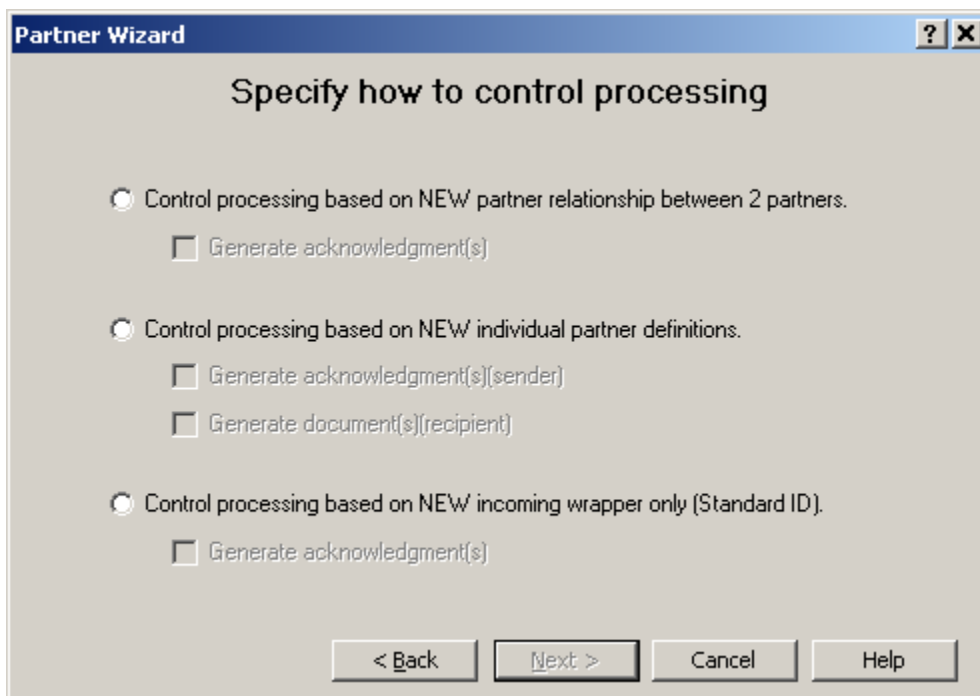 Partner Wizard
Specify how to control processing
Control processing based on NEW partner relationship between 2 partners.
Generate acknowledgment(s)
Control processing based on NEW individual partner definitions.
Generate acknowledgment(s)(sender)
Generate document(s)(recipient)
Control processing based on NEW incoming wrapper only (Standard ID).
Generate acknowledgment(s)
< Back Next > Cancel Help